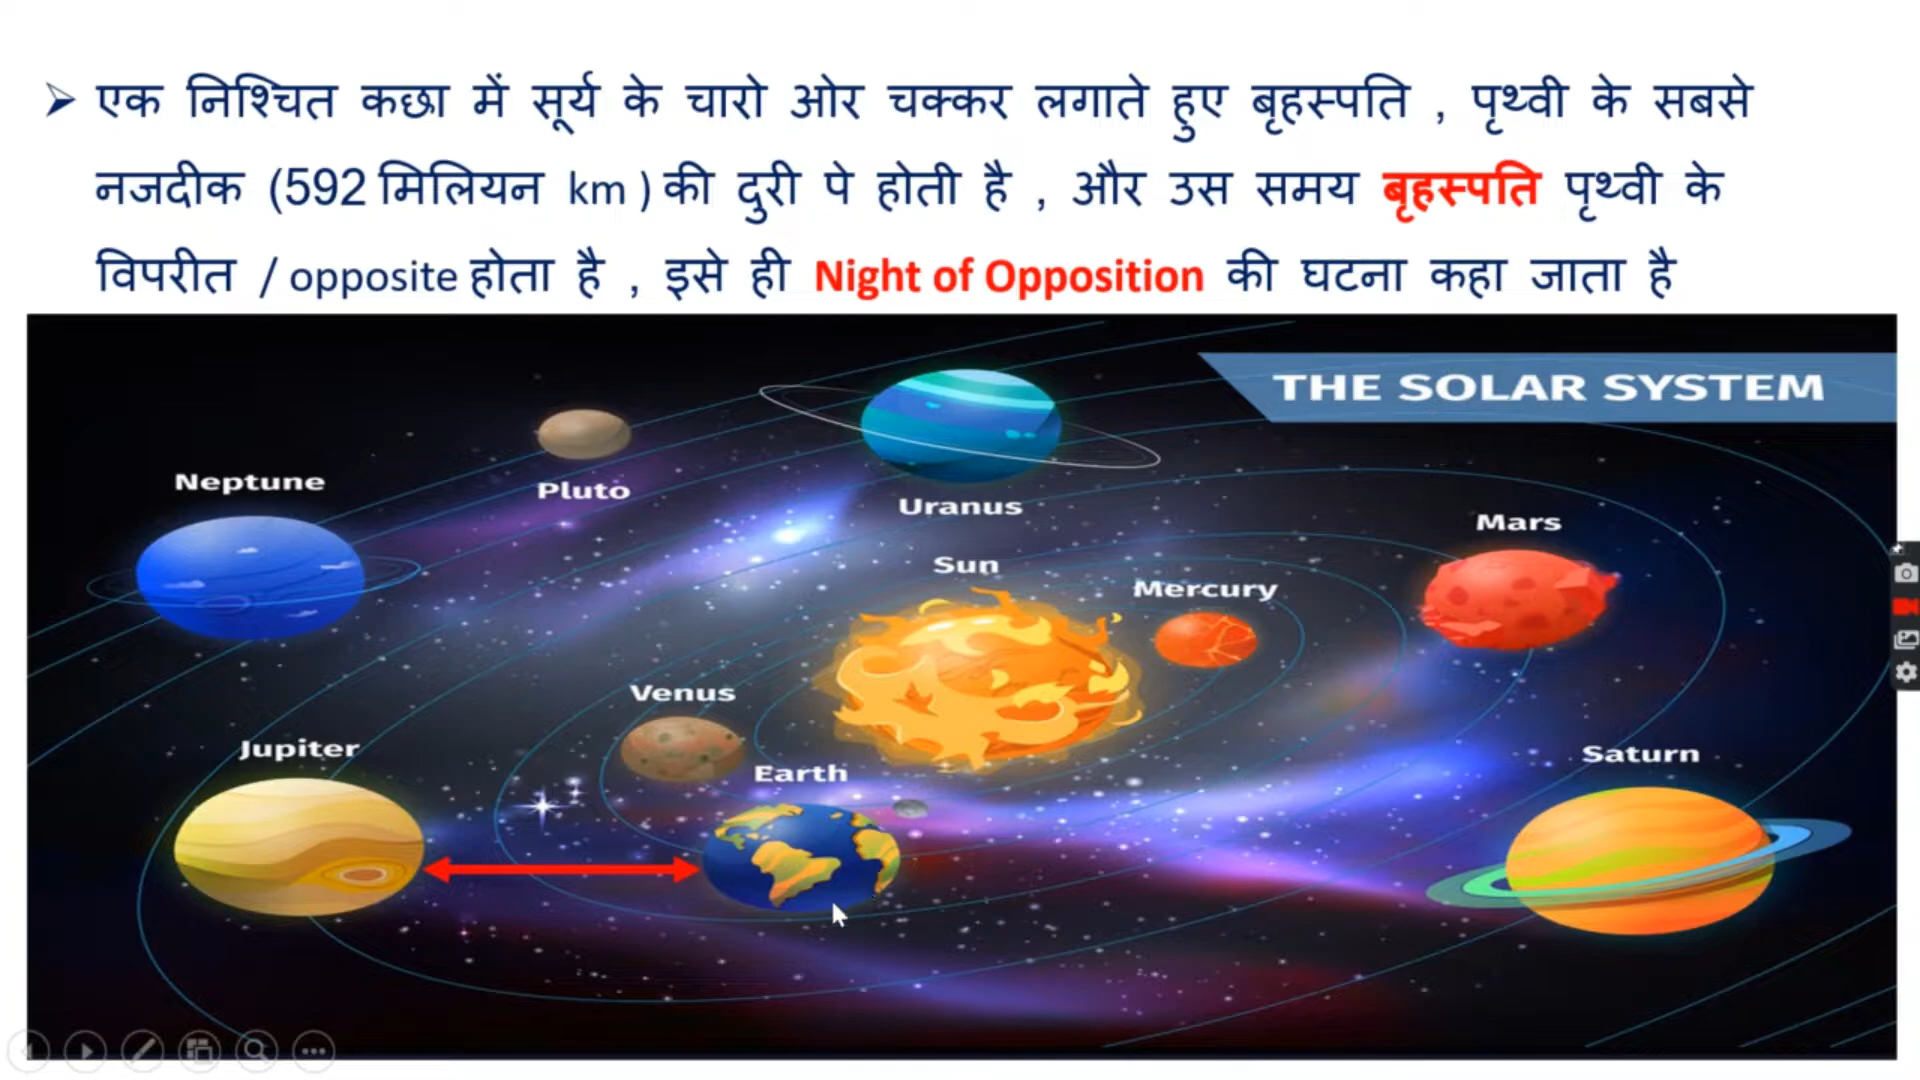 ➢ एक निश्चित कछा में सूर्य के चारो ओर चक्कर लगाते हुए बृहस्पति , पृथ्वी के सबसे
नजदीक (592 मिलियन km ) की दुरी पे होती है , और उस समय बृहस्पति पृथ्वी के
विपरीत / opposite होता है , इसे ही Night of Opposition की घटना कहा जाता है
THE SOLAR SYSTEM
Neptune
Pluto
Uranus
Mars
Sun
Mercury
Venus
Jupiter
Earth
Saturn